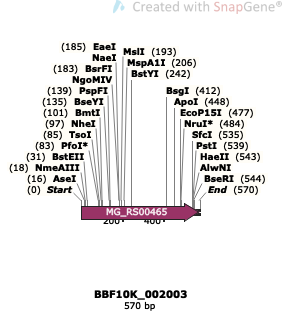 Created with SnapGene®
(185) EaeI
NaeI
(183) BsrFI
NgoMIV
(139) PspFI
(135) BseYI
(101) BmtI
(97) NheI
(85) TsoI
(83) PfoI*
(31) BstEII
(18) NmeAIII
(16) AseI
(0) Start
MslI (193)
MspA1I (206)
BstYI (242)
BsgI (412)
ApoI (448)
EcoP15I (477)
NruI* (484)
SfcI (535)
PstI (539)
HaeII (543)
AlwNI
BseRI (544)
End (570)
MG_RS00465
200
400
BBF10K_002003
570 bp